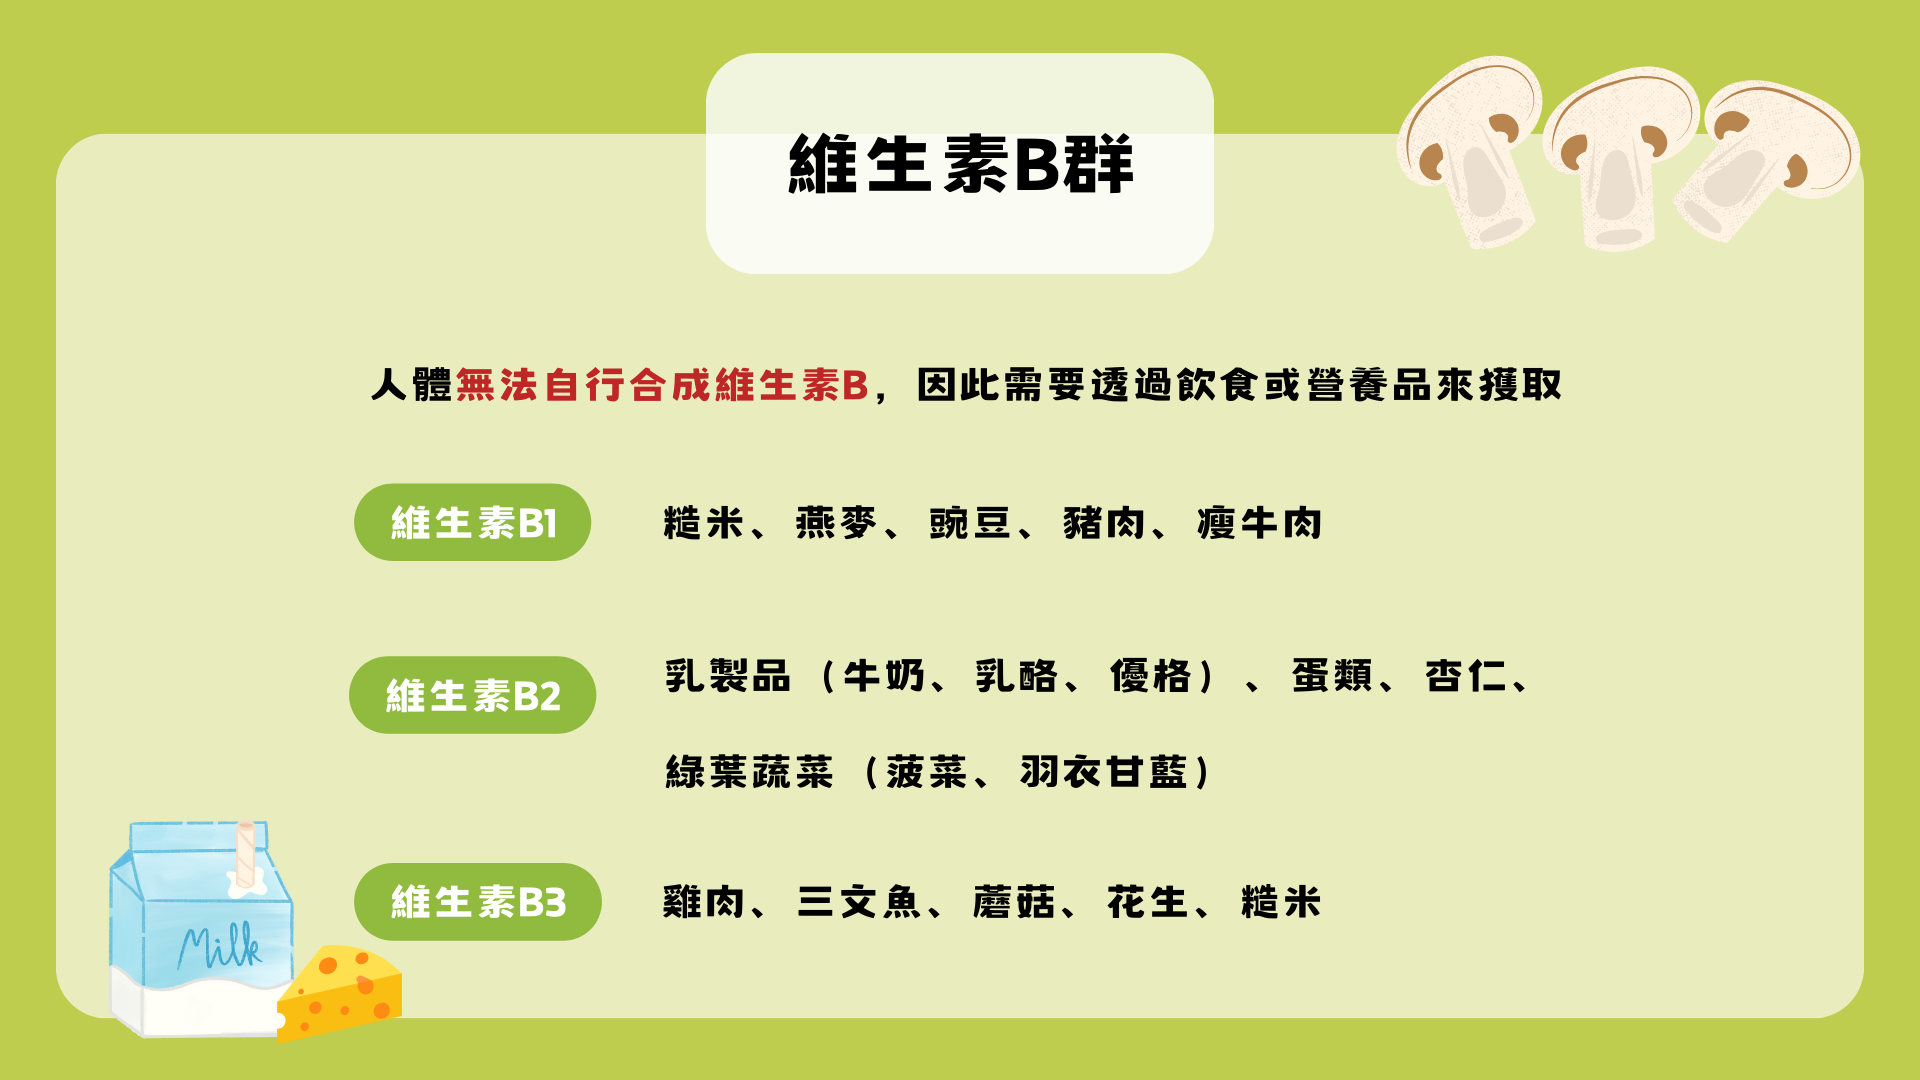 維生素B群
人體無法自行合成維生素B，因此需要透過飲食或營養品來獲取
維生素B1
糙米、燕麥、豌豆、豬肉、瘦牛肉
維生素B2
乳製品（牛奶、乳酪、優格）、蛋類、杏仁、
綠葉蔬菜（菠菜、羽衣甘藍）
維生素B3
雞肉、三文魚、蘑菇、花生、糙米
Milk